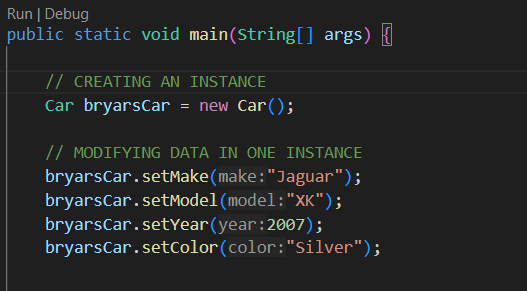 Run | Debug
public static void main(String[] args) {
// CREATING AN INSTANCE
Car bryarsCar = new Car();
// MODIFYING DATA IN ONE INSTANCE
bryarsCar.setMake(make:"Jaguar");
bryarsCar.setModel(model:"XK");
bryarsCar.setYear(year:2007);
bryarsCar.setColor(color:"Silver");